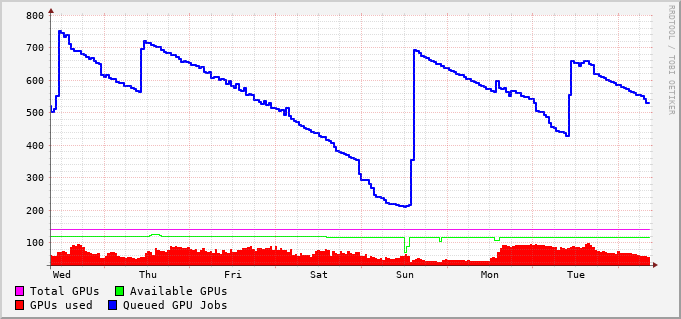 800
700
600
500
400
300
200
100
Wed Thu Fri Sat Sun Mon Tue
Total GPUs Available GPUs
GPUs used Queued GPU Jobs
RRDTOOL / TOBI OETIKER